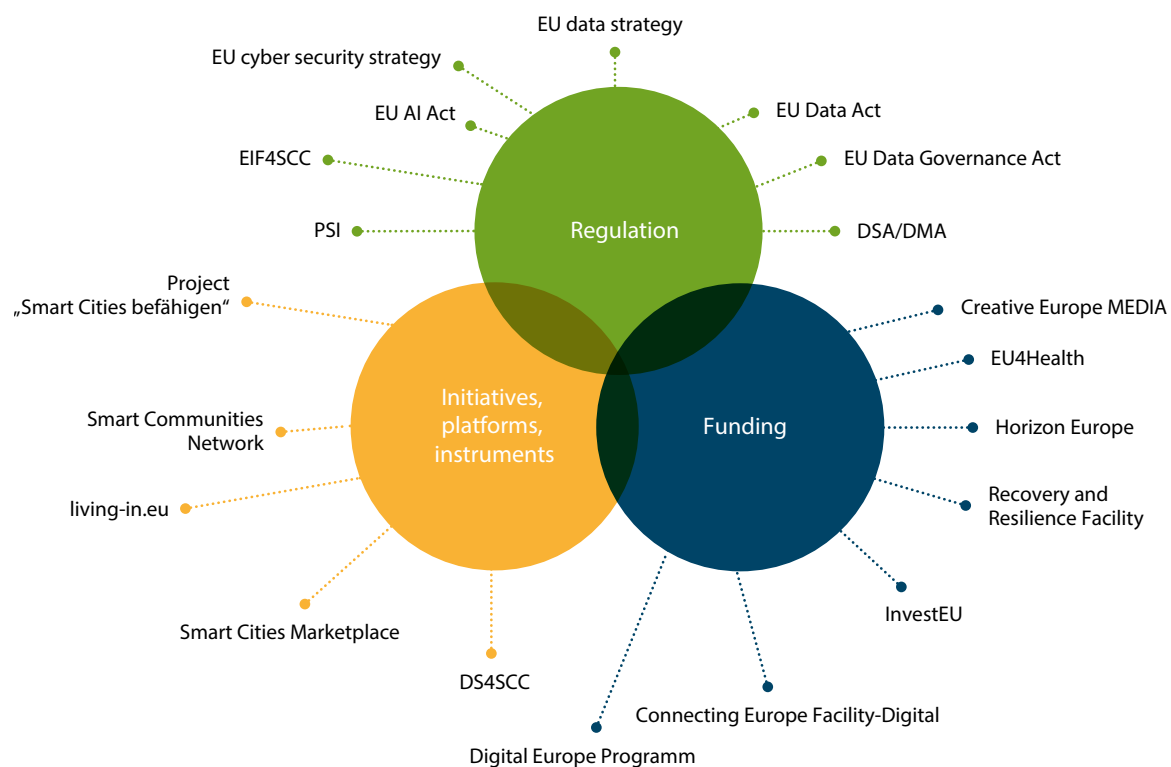 EU data strategy
EU cyber security strategy
EU AI Act
EU Data Act
EIF4SCC
EU Data Governance Act
PSI
Regulation
DSA/DMA
Project
„Smart Cities befähigen“
Creative Europe MEDIA
EU4Health
Initiatives,
platforms,
instruments
Funding
Smart Communities
Network
Horizon Europe
living-in.eu
Recovery and
Resilience Facility
InvestEU
Smart Cities Marketplace
DS4SCC
Connecting Europe Facility-Digital
Digital Europe Programm